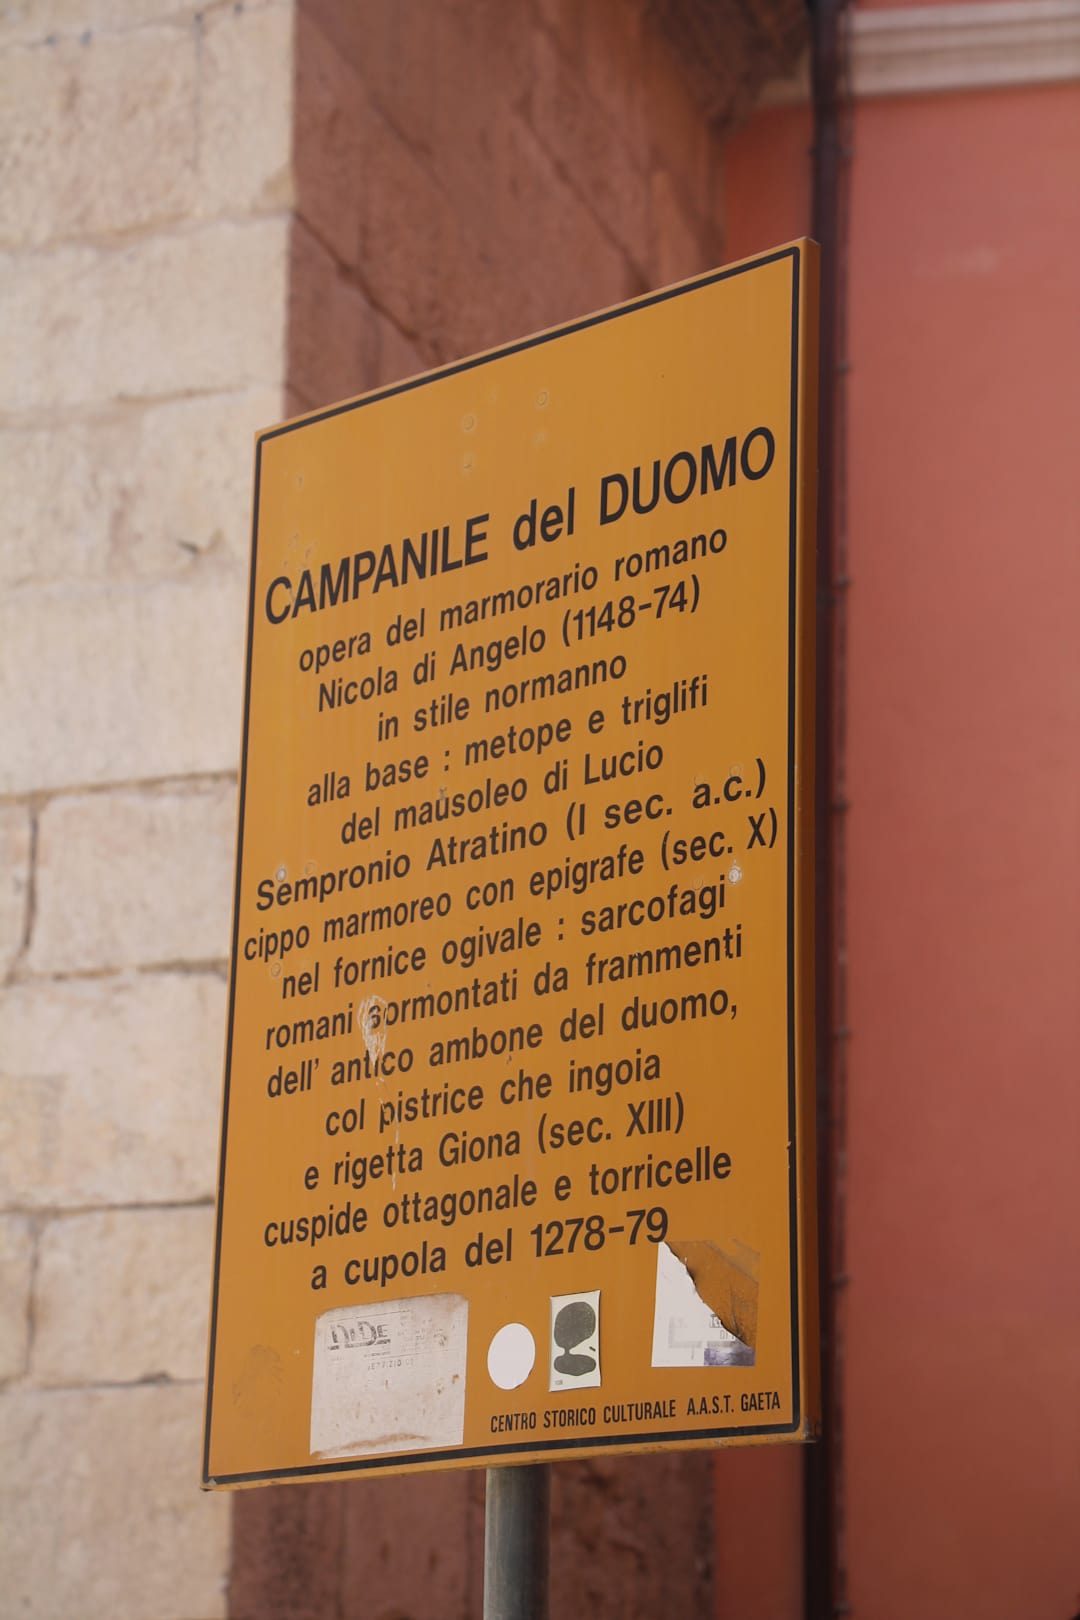 CAMPANILE del DUOMO
opera del marmorario romano
Nicola di Angelo (1148-74)
in stile normanno
alla base : metope e triglifi
del mausoleo di Lucio
Sempronio Atratino (I sec. a.c.)
cippo marmoreo con epigrafe (sec. X)
nel fornice ogivale : sarcofagi
romani sormontati da frammenti
dell' antico ambone del duomo,
col pistrice che ingoia
e rigetta Giona (sec. XIII)
cuspide ottagonale e torricelle
a cupola del 1278-79
CENTRO STORICO CULTURALE A.A.S.T. GAETA